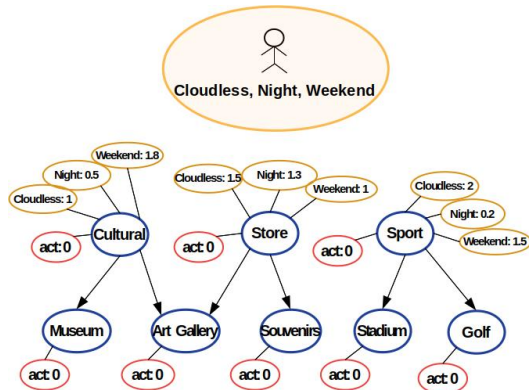 Cloudless, Night, Weekend
Weekend: 1.8
Night: 0.5
Cloudless: 1
Cultural
act: 0
Night: 1.3
Cloudless: 1.5
Weekend: 1
Store
act: 0
Cloudless: 2
Night: 0.2
Weekend: 1.5
Sport
act: 0
Museum
Art Gallery
Souvenirs
Stadium
Golf
act: 0
act: 0
act: 0
act: 0
act: 0